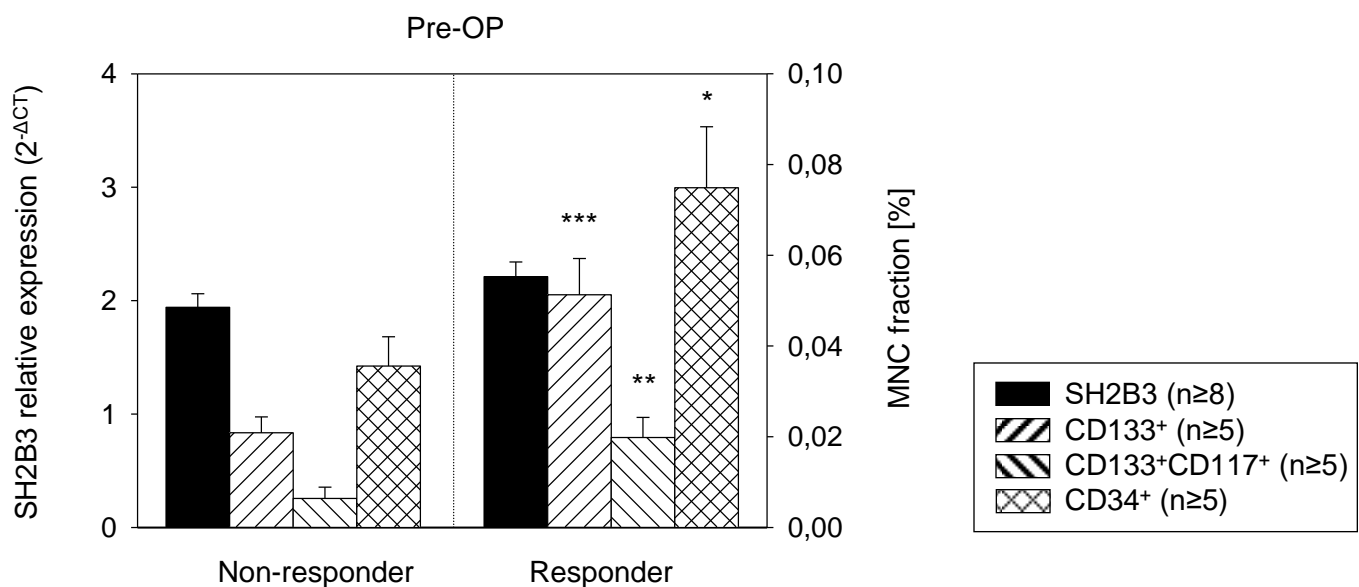 Pre-OP
SH2B3 relative expression (2-ΔCT)
4
3
2
1
0
0,10
0,08
0,06
0,04
0,02
0,00
MNC fraction [%]
***
**
*
Non-responder
Responder
SH2B3 (n≥8)
CD133+ (n≥5)
CD133+CD117+ (n≥5)
CD34+ (n≥5)